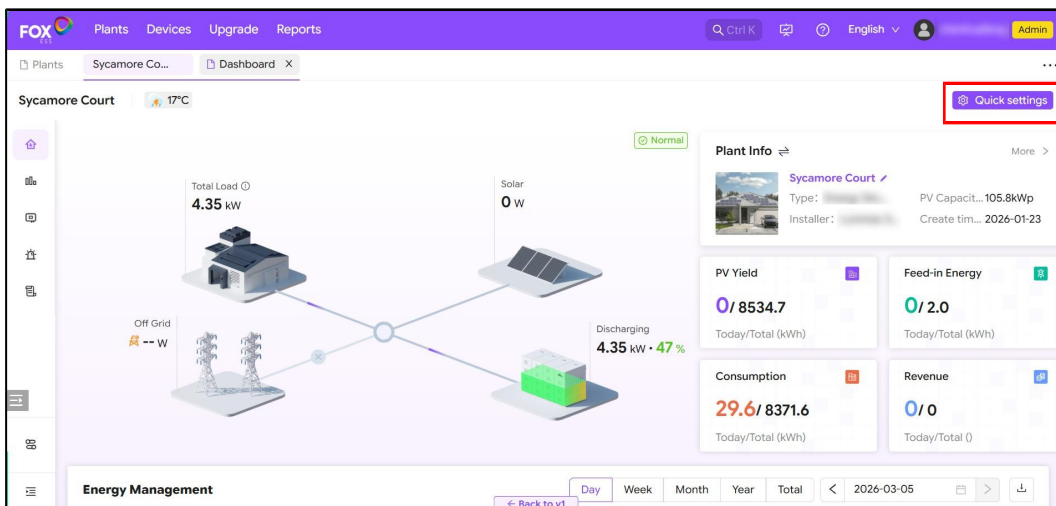 FOX
ESS
Plants Devices Upgrade Reports
Ctrl K
English
Admin
Plants
Sycamore Co...
Dashboard X
Sycamore Court
17°C
Quick settings
Normal
Total Load
4.35 kW
Solar
0 W
Off Grid
-- W
Discharging
4.35 kW • 47 %
Plant Info
More >
Sycamore Court
Type:
PV Capacit... 105.8kWp
Installer:
Create tim... 2026-01-23
PV Yield
0/ 8534.7
Today/Total (kWh)
Feed-in Energy
0/ 2.0
Today/Total (kWh)
Consumption
29.6/ 8371.6
Today/Total (kWh)
Revenue
0/ 0
Today/Total ()
Energy Management
Day Week Month Year Total
< 2026-03-05 >
← Back to v1